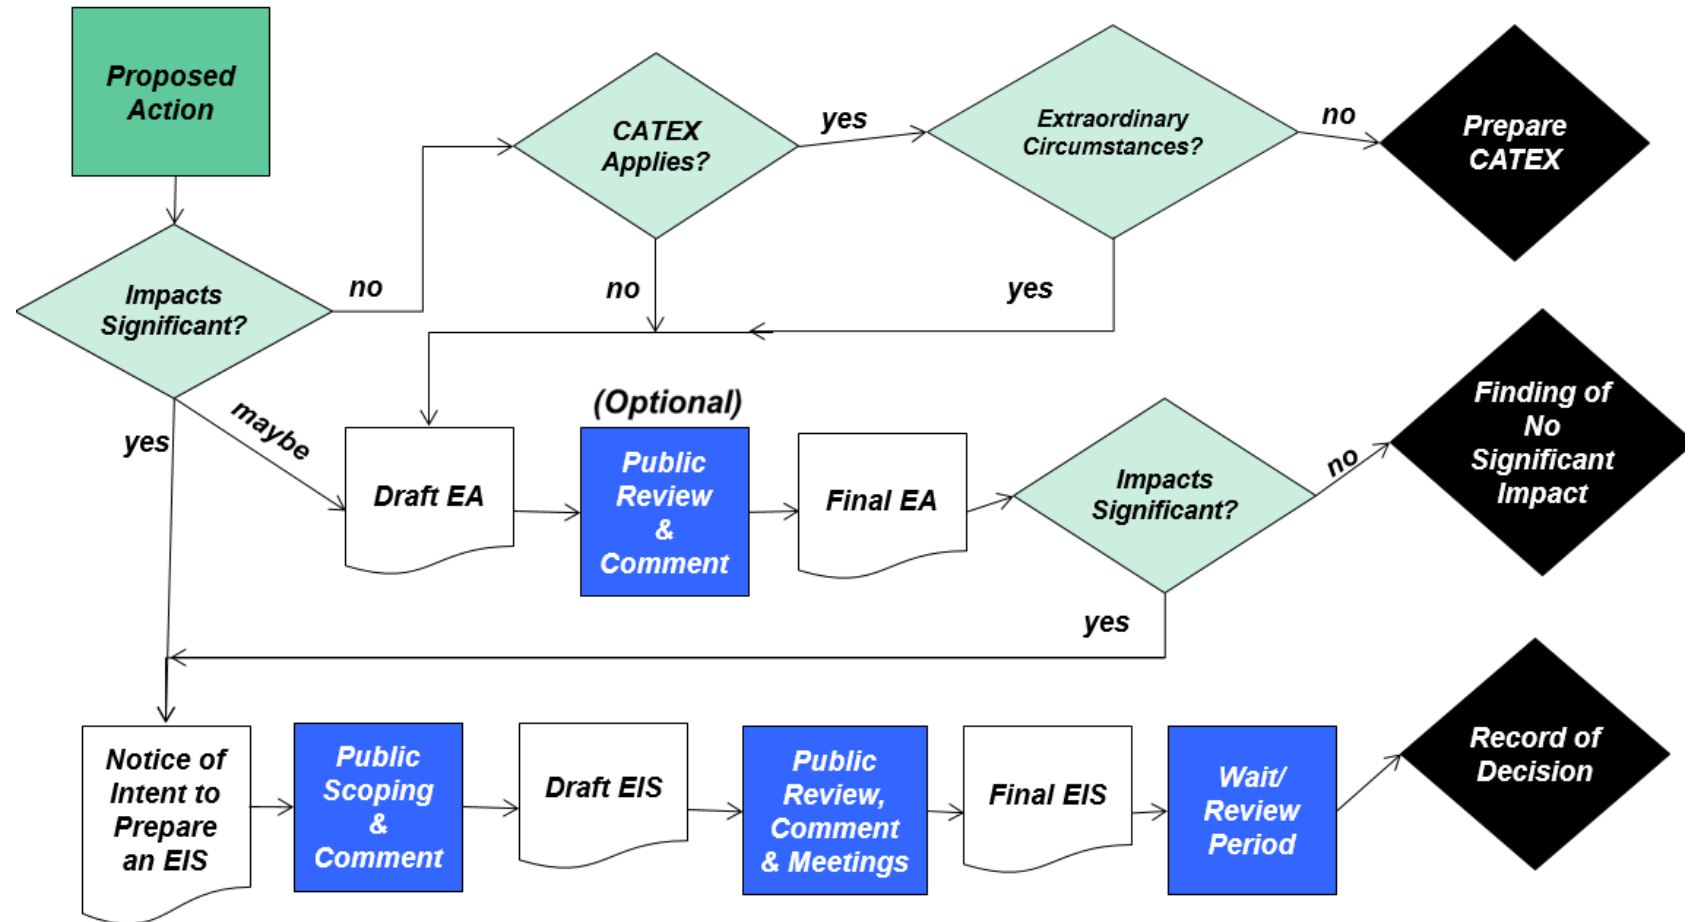 Proposed
Action
CATEX
Applies?
yes
Extraordinary
Circumstances?
no
Prepare
CATEX
Impacts
Significant?
no
no
yes
yes
maybe
Draft EA
(Optional)
Public
Review
&
Comment
Final EA
Impacts
Significant?
no
Finding of
No
Significant
Impact
yes
Notice of
Intent to
Prepare
an EIS
Public
Scoping
&
Comment
Draft EIS
Public
Review,
Comment
& Meetings
Final EIS
Wait/
Review
Period
Record of
Decision